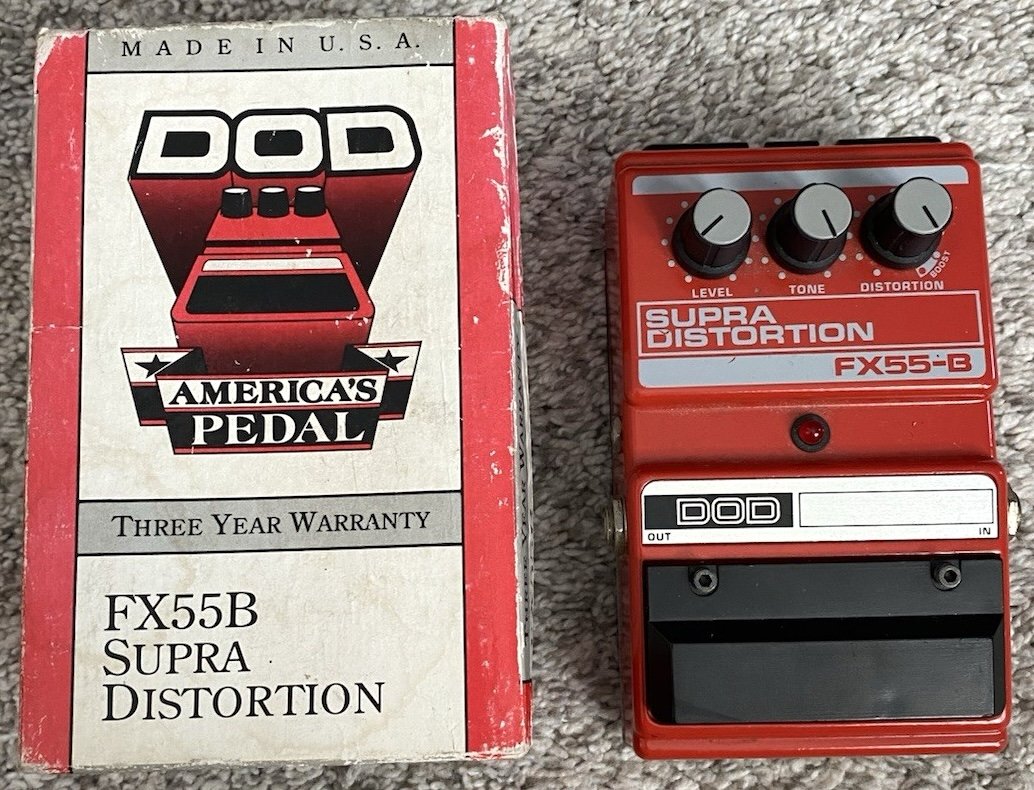 MADE IN U.S.A.
DOD
AMERICA'S
PEDAL
THREE YEAR WARRANTY
FX55B
SUPRA
DISTORTION
LEVEL
TONE
DISTORTION
BOOST
SUPRA
DISTORTION
FX55-B
DOD
OUT
IN